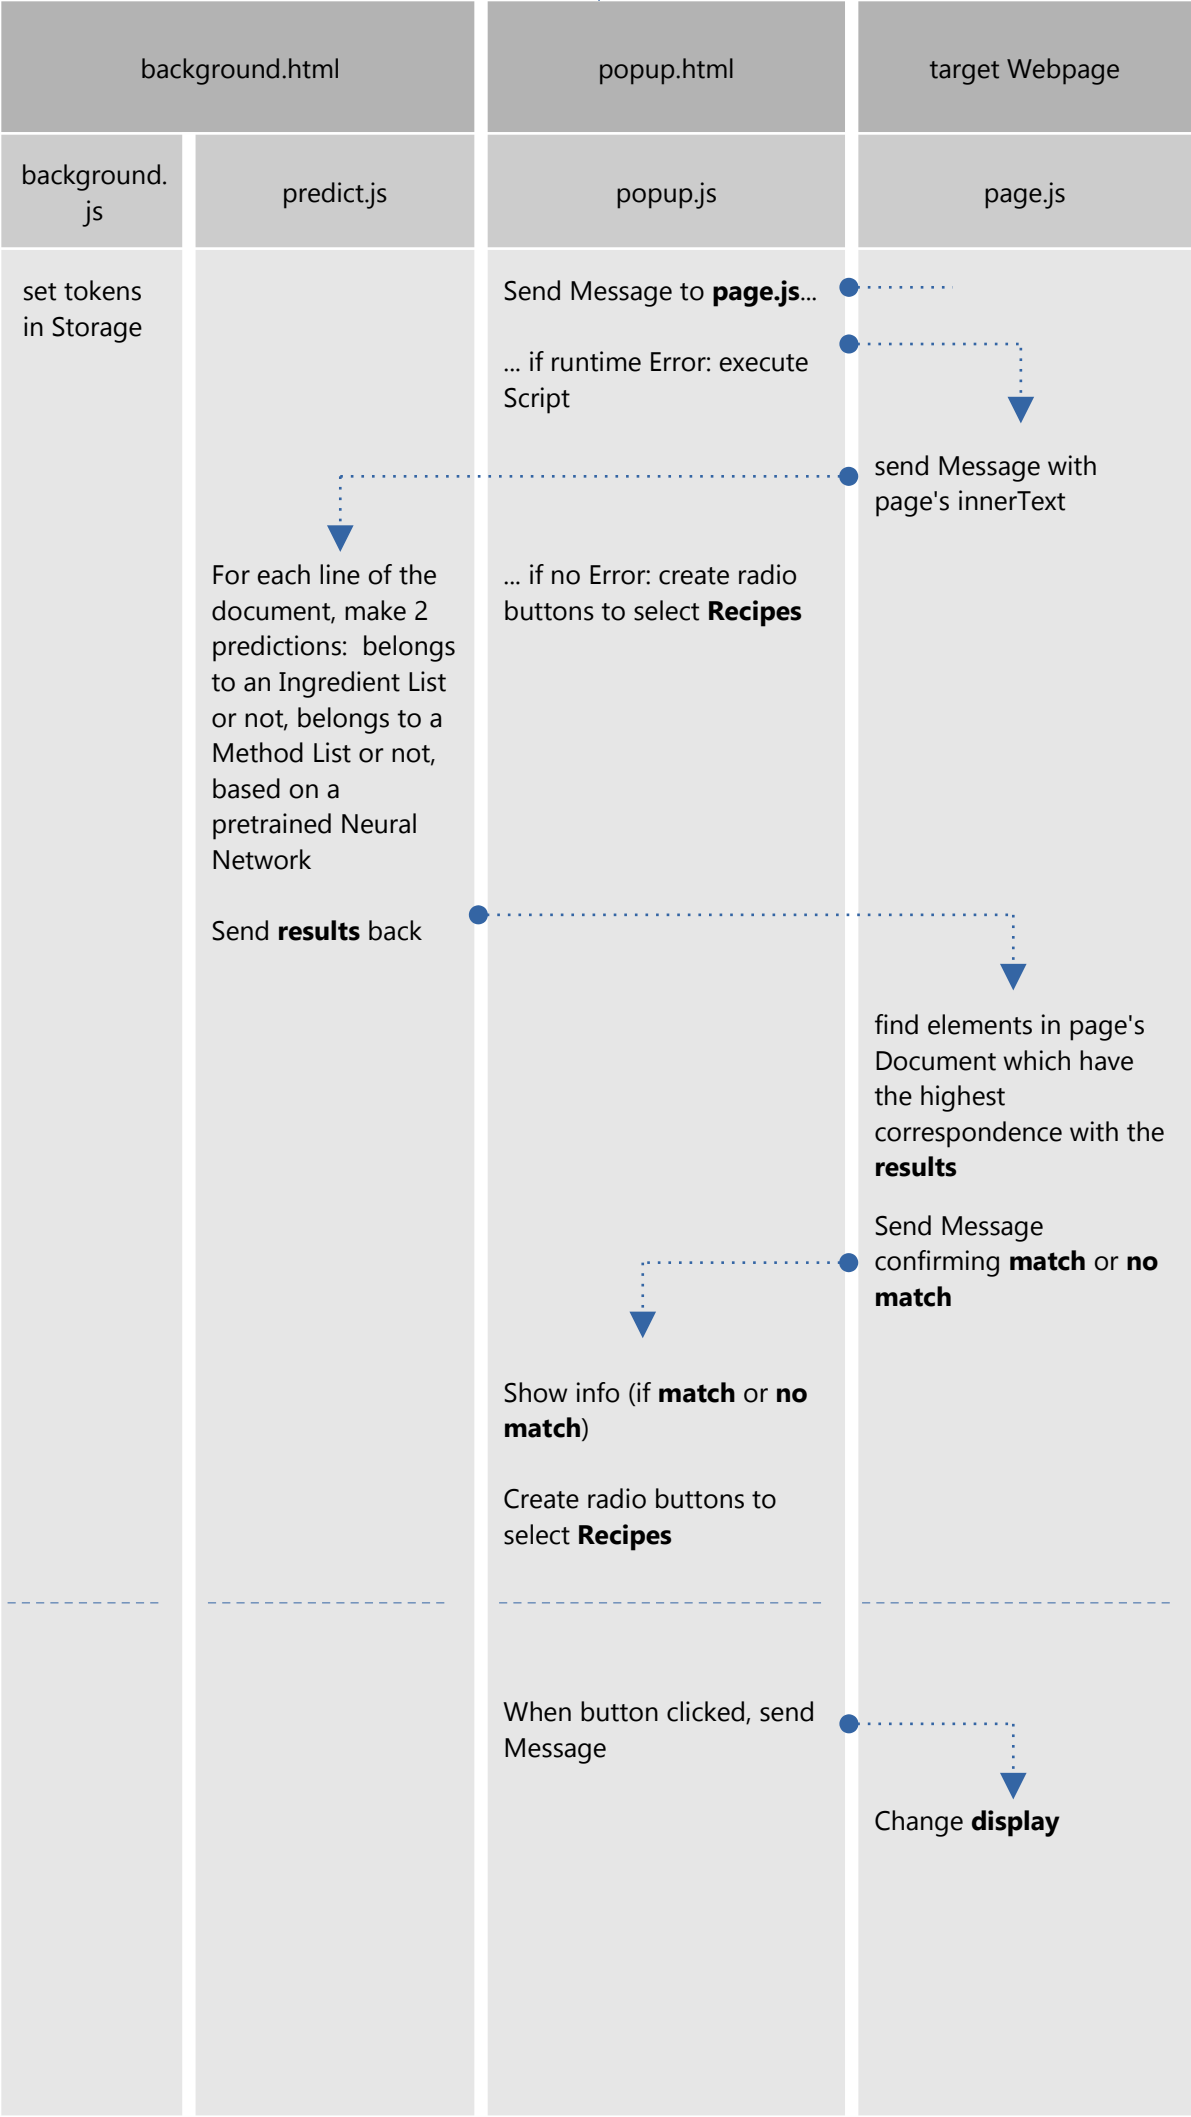 background.html
popup.html
target Webpage
background.
js
predict.js
popup.js
page.js
set tokens
in Storage
Send Message to page.js...
... if runtime Error: execute
Script
send Message with
page's innerText
For each line of the
document, make 2
predictions:  belongs
to an Ingredient List
or not, belongs to a
Method List or not,
based on a
pretrained Neural
Network
... if no Error: create radio
buttons to select Recipes
Send results back
find elements in page's
Document which have
the highest
correspondence with the
results
Send Message
confirming match or no
match
Show info (if match or no
match)
Create radio buttons to
select Recipes
When button clicked, send
Message
Change display